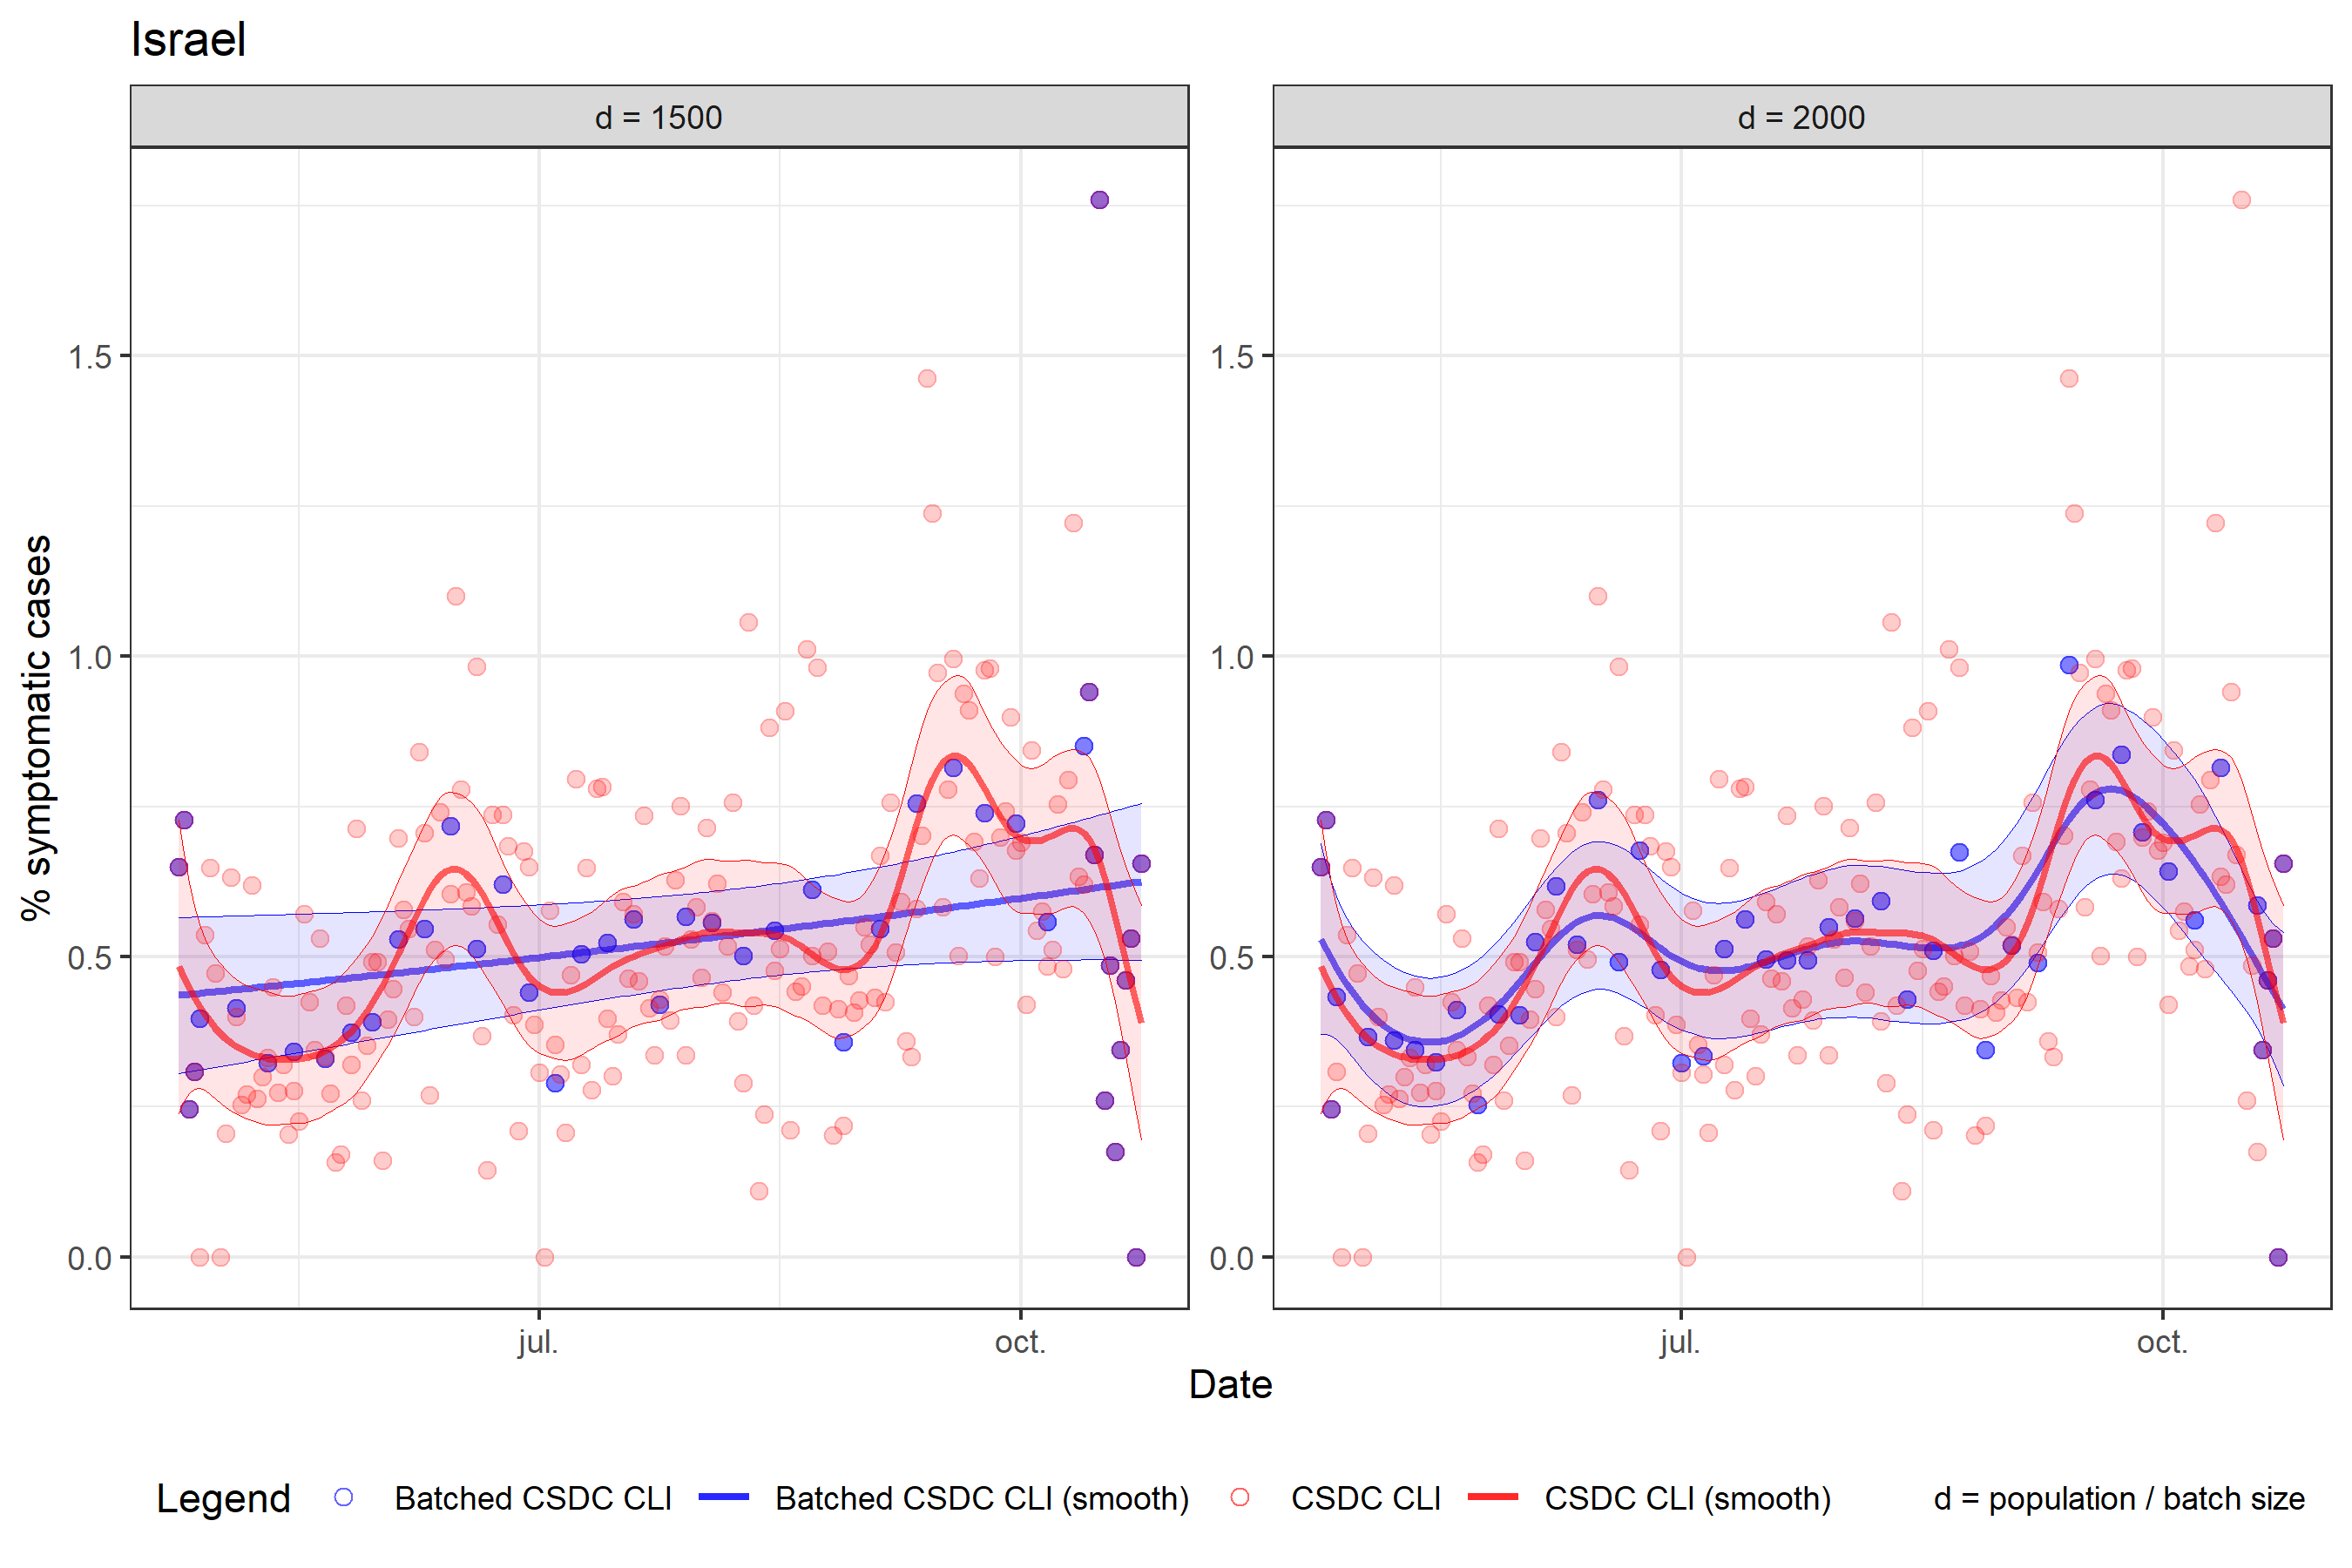 Israel
d = 1500
d = 2000
% symptomatic cases
1.5
1.0
0.5
0.0
1.5
1.0
0.5
0.0
jul.
oct.
jul.
oct.
Date
Legend Batched CSDC CLI Batched CSDC CLI (smooth) CSDC CLI CSDC CLI (smooth) d = population / batch size